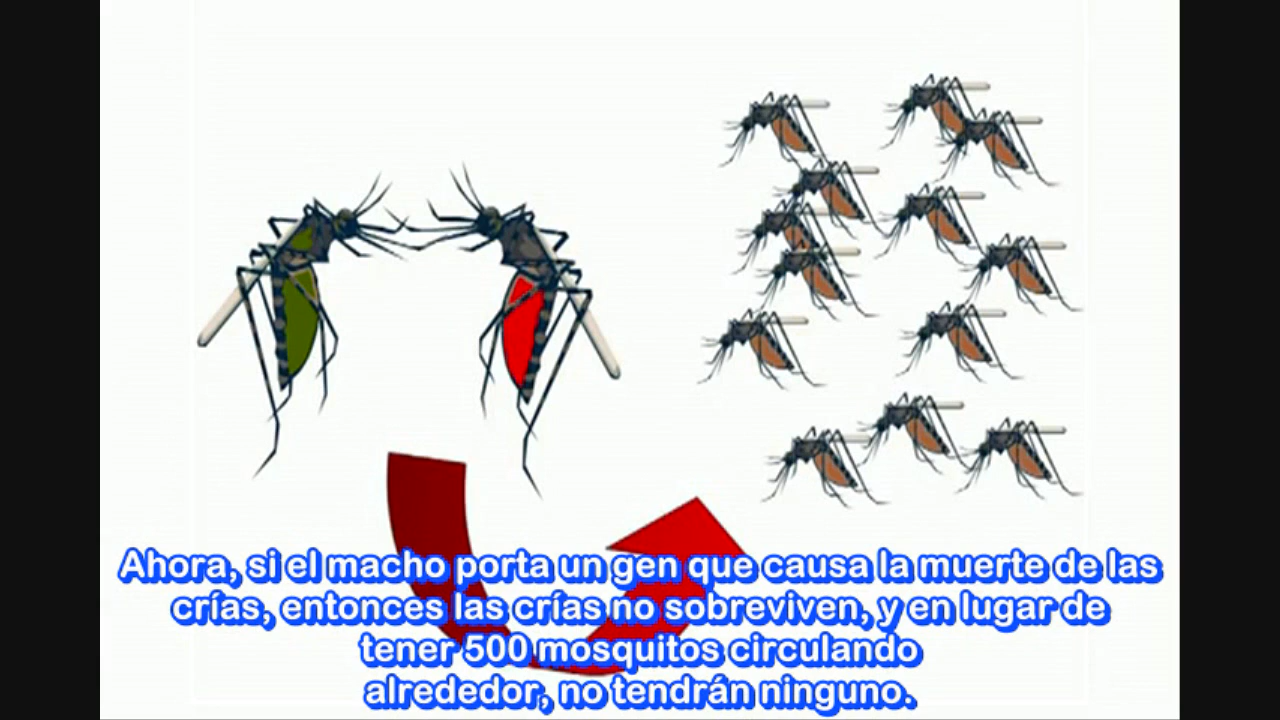 Ahora, si el macho porta un gen que causa la muerte de las
crías, entonces las crías no sobreviven, y en lugar de
tener 500 mosquitos circulando
alrededor, no tendrán ninguno.